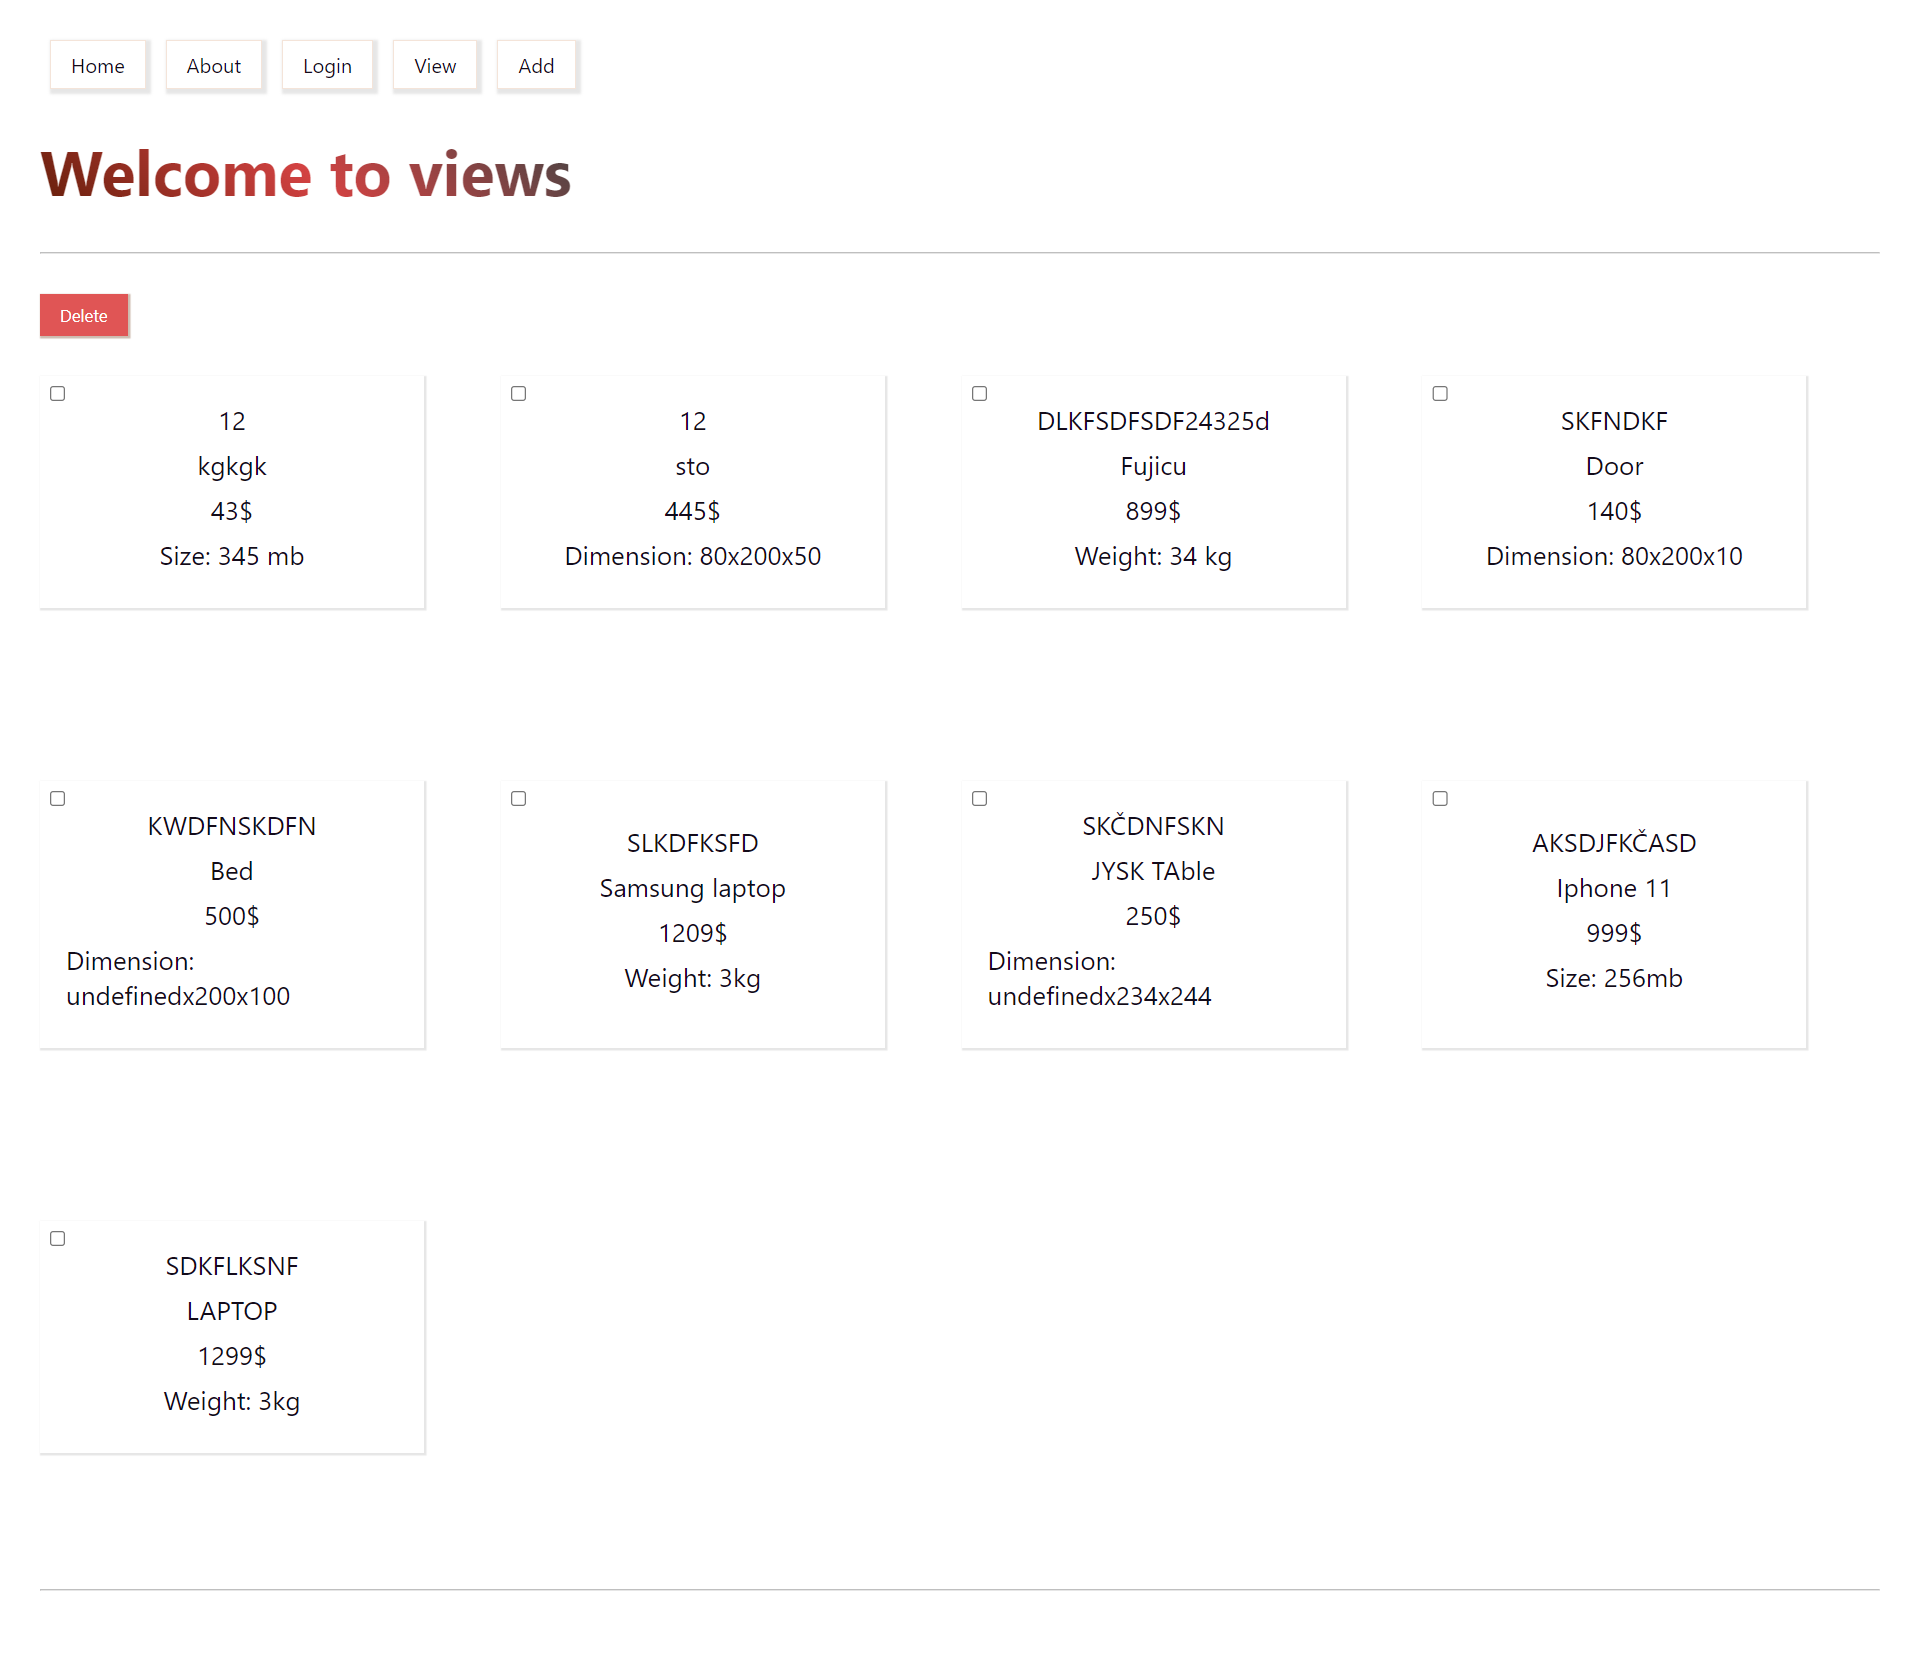 Home About Login View Add
Welcome to views
Delete
12
kgkgk
43$
Size: 345 mb
12
sto
445$
Dimension: 80x200x50
DLKFSDFSDF24325d
Fujicu
899$
Weight: 34 kg
SKFNDKF
Door
140$
Dimension: 80x200x10
KWDFNSKDFN
Bed
500$
Dimension:
undefinedx200x100
SLKDFKSFD
Samsung laptop
1209$
Weight: 3kg
SKČDNFSKN
JYSK TAble
250$
Dimension:
undefinedx234x244
AKSDJFKČASD
Iphone 11
999$
Size: 256mb
SDKFLKSNF
LAPTOP
1299$
Weight: 3kg